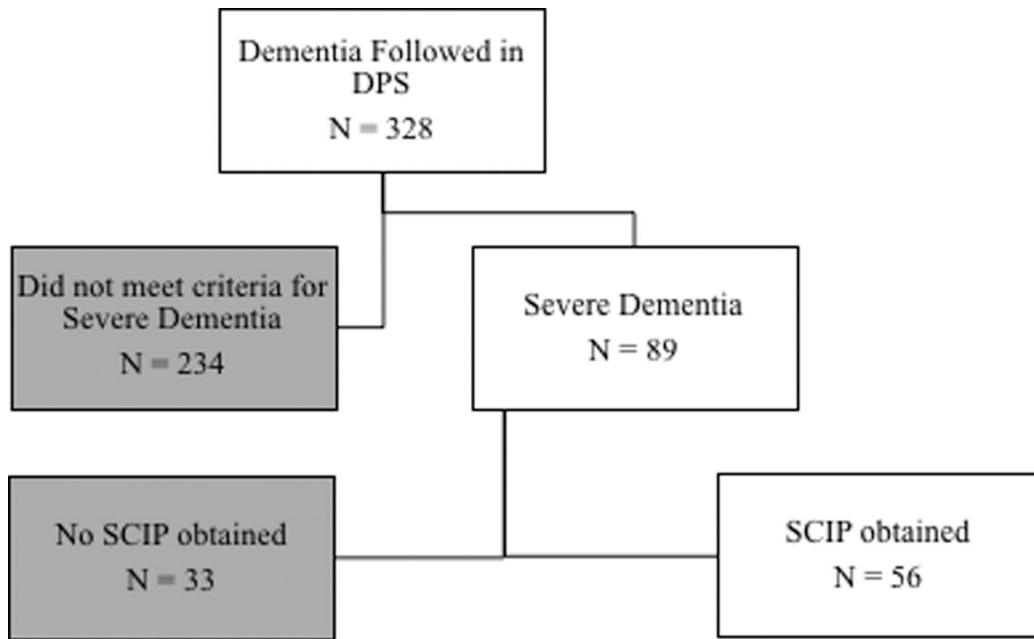 Dementia Followed in
DPS
N = 328
Did not meet criteria for
Severe Dementia
N = 234
Severe Dementia
N = 89
No SCIP obtained
N = 33
SCIP obtained
N = 56